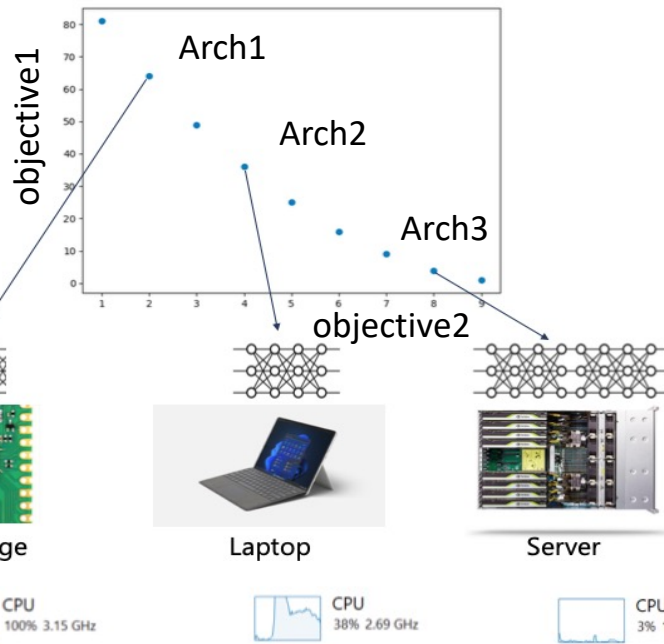 objective1
80
70
60
50
40
30
20
10
0
Arch1
Arch2
Arch3
1 2 3 4 5 6 7 8 9
objective2
ge
Laptop
Server
CPU
100% 3.15 GHz
CPU
38% 2.69 GHz
CPU
3%